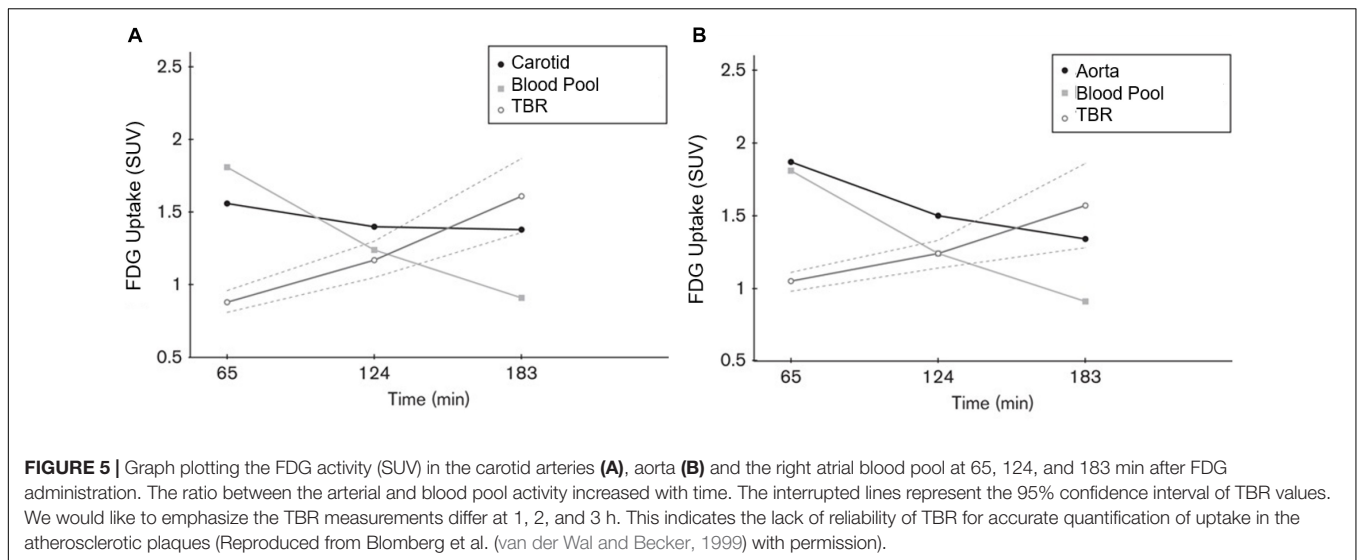 A
2.5
2
1.5
1
0.5
FDG Uptake (SUV)
Carotid
Blood Pool
TBR
65 124 183
Time (min)
B
2.5
2
1.5
1
0.5
FDG Uptake (SUV)
Aorta
Blood Pool
TBR
65 124 183
Time (min)
FIGURE 5 | Graph plotting the FDG activity (SUV) in the carotid arteries (A), aorta (B) and the right atrial blood pool at 65, 124, and 183 min after FDG
administration. The ratio between the arterial and blood pool activity increased with time. The interrupted lines represent the 95% confidence interval of TBR values.
We would like to emphasize the TBR measurements differ at 1, 2, and 3 h. This indicates the lack of reliability of TBR for accurate quantification of uptake in the
atherosclerotic plaques (Reproduced from Blomberg et al. (van der Wal and Becker, 1999) with permission).